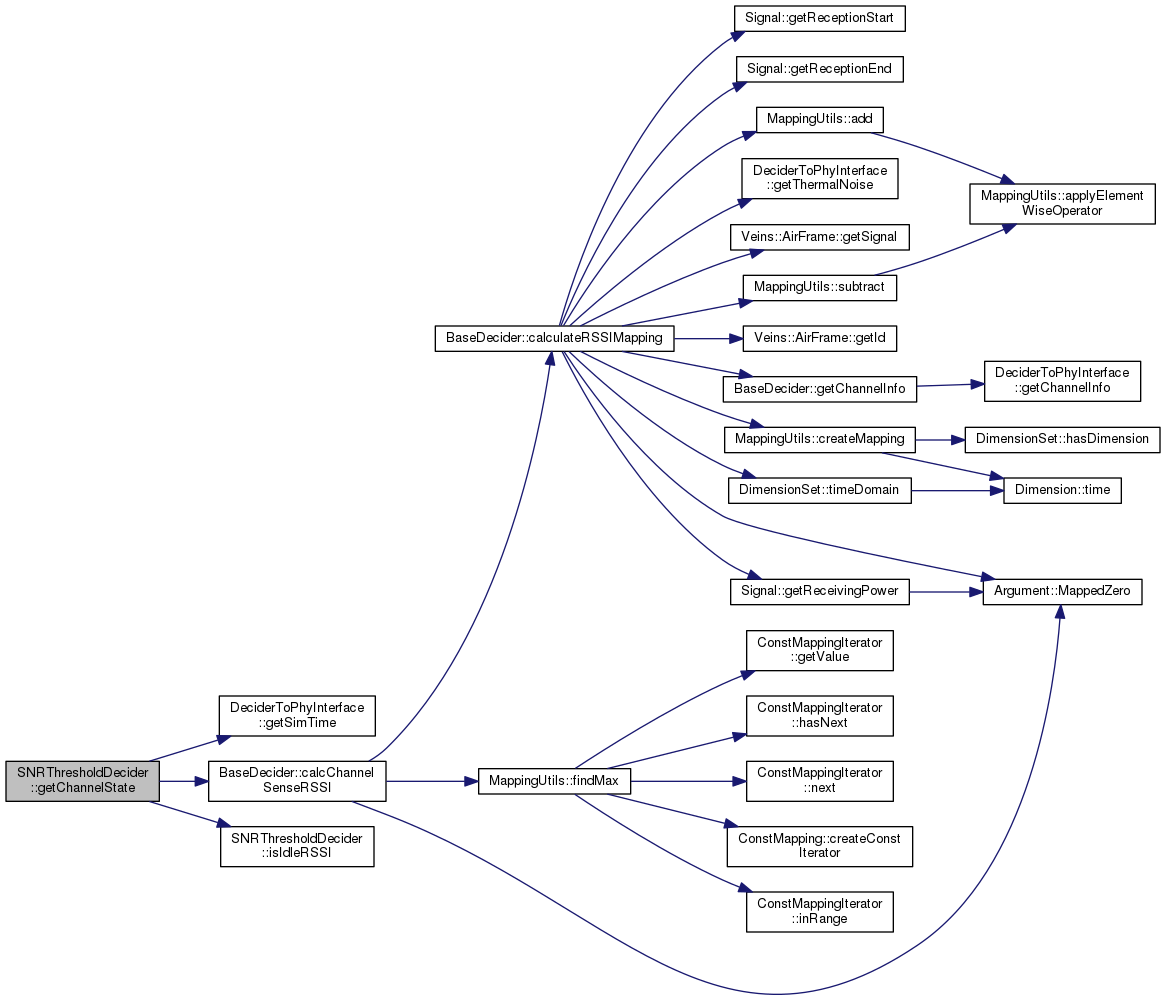 Signal::getReceptionStart
Signal::getReceptionEnd
MappingUtils::add
DeciderToPhyInterface
::getThermalNoise
MappingUtils::applyElement
WiseOperator
Veins::AirFrame::getSignal
MappingUtils::subtract
BaseDecider::calculateRSSIMapping
Veins::AirFrame::getId
BaseDecider::getChannelInfo
DeciderToPhyInterface
::getChannelInfo
MappingUtils::createMapping
DimensionSet::hasDimension
DimensionSet::timeDomain
Dimension::time
Signal::getReceivingPower
Argument::MappedZero
ConstMappingIterator
::getValue
DeciderToPhyInterface
::getSimTime
ConstMappingIterator
::hasNext
SNRThresholdDecider
::getChannelState
BaseDecider::calcChannel
SenseRSSI
MappingUtils::findMax
ConstMappingIterator
::next
SNRThresholdDecider
::isIdleRSSI
ConstMapping::createConst
Iterator
ConstMappingIterator
::inRange